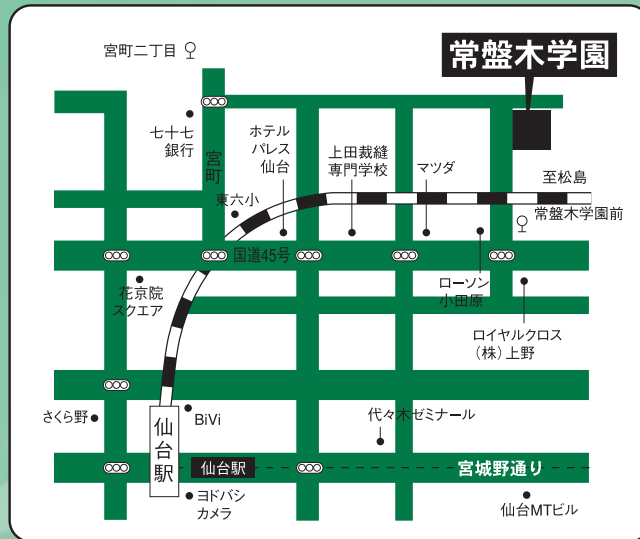 宮町二丁目
常盤木学園
七十七
銀行
宮町
ホテル
パレス
仙台
上田裁縫
専門学校
マツダ
至松島
東六小
常盤木学園前
国道45号
花京院
スクエア
ローソン
小田原
ロイヤルクロス
(株)上野
さくら野
BiVi
代々木ゼミナール
仙台駅
仙台駅
宮城野通り
ヨドバシ
カメラ
仙台MTビル